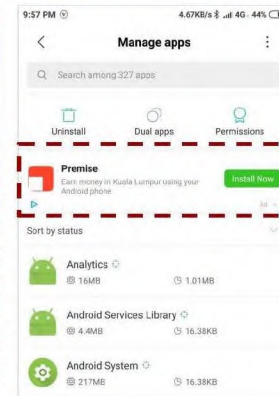 9:57 PM
4.67KB/s 4G 44%
Manage apps
Search among 327 apps
Uninstall Dual apps Permissions
Premise
Earn money in Kuala Lumpur using your
Android phone
Install Now
Ad
Sort by status
Analytics
16MB 1.01MB
Android Services Library
4.4MB 16.38KB
Android System
217MB 16.38KB